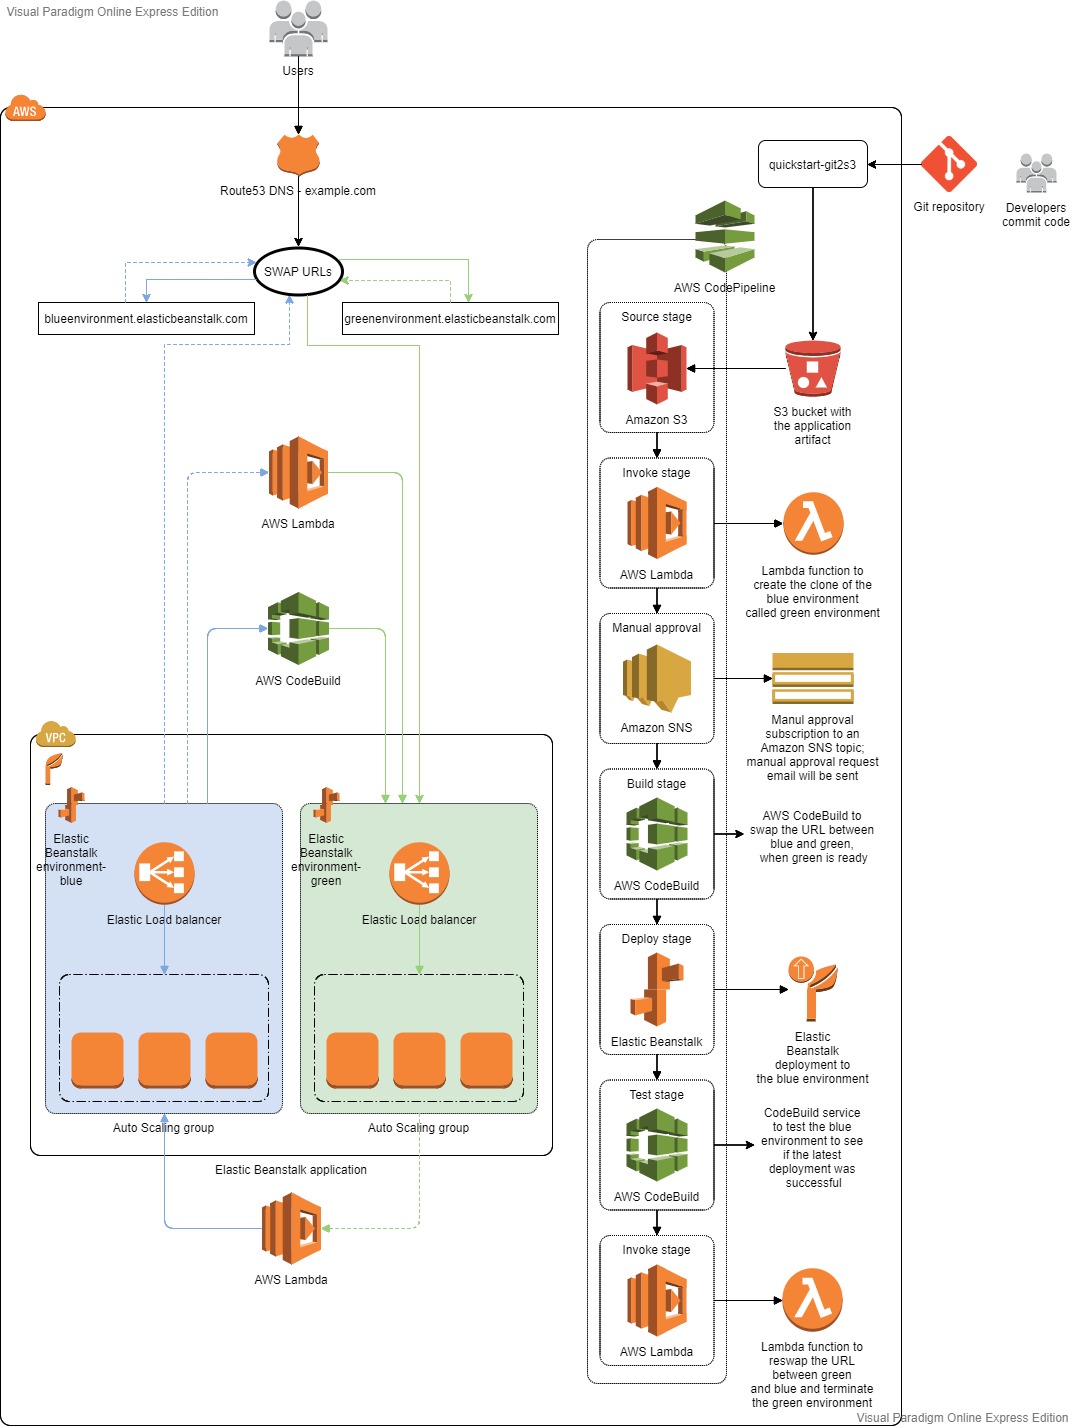 Visual Paradigm Online Express Edition
Users
AWS
Route53 DNS - example.com
SWAP URLs
blueenvironment.elasticbeanstalk.com
greenenvironment.elasticbeanstalk.com
AWS Lambda
AWS CodeBuild
VPC
Elastic
Beanstalk
environment-
blue
Elastic Load balancer
Auto Scaling group
Elastic
Beanstalk
environment-
green
Elastic Load balancer
Auto Scaling group
Elastic Beanstalk application
AWS Lambda
quickstart-git2s3
Git repository
Developers
commit code
AWS CodePipeline
Source stage
Amazon S3
S3 bucket with
the application
artifact
Invoke stage
AWS Lambda
Lambda function to
create the clone of the
blue environment
called green environment
Manual approval
Amazon SNS
Manul approval
subscription to an
Amazon SNS topic;
manual approval request
email will be sent
Build stage
AWS CodeBuild
AWS CodeBuild to
swap the URL between
blue and green,
when green is ready
Deploy stage
Elastic Beanstalk
Elastic
Beanstalk
deployment to
the blue environment
Test stage
AWS CodeBuild
CodeBuild service
to test the blue
environment to see
if the latest
deployment was
successful
Invoke stage
AWS Lambda
Lambda function to
reswap the URL
between green
and blue and terminate
the green environment
Visual Paradigm Online Express Edition